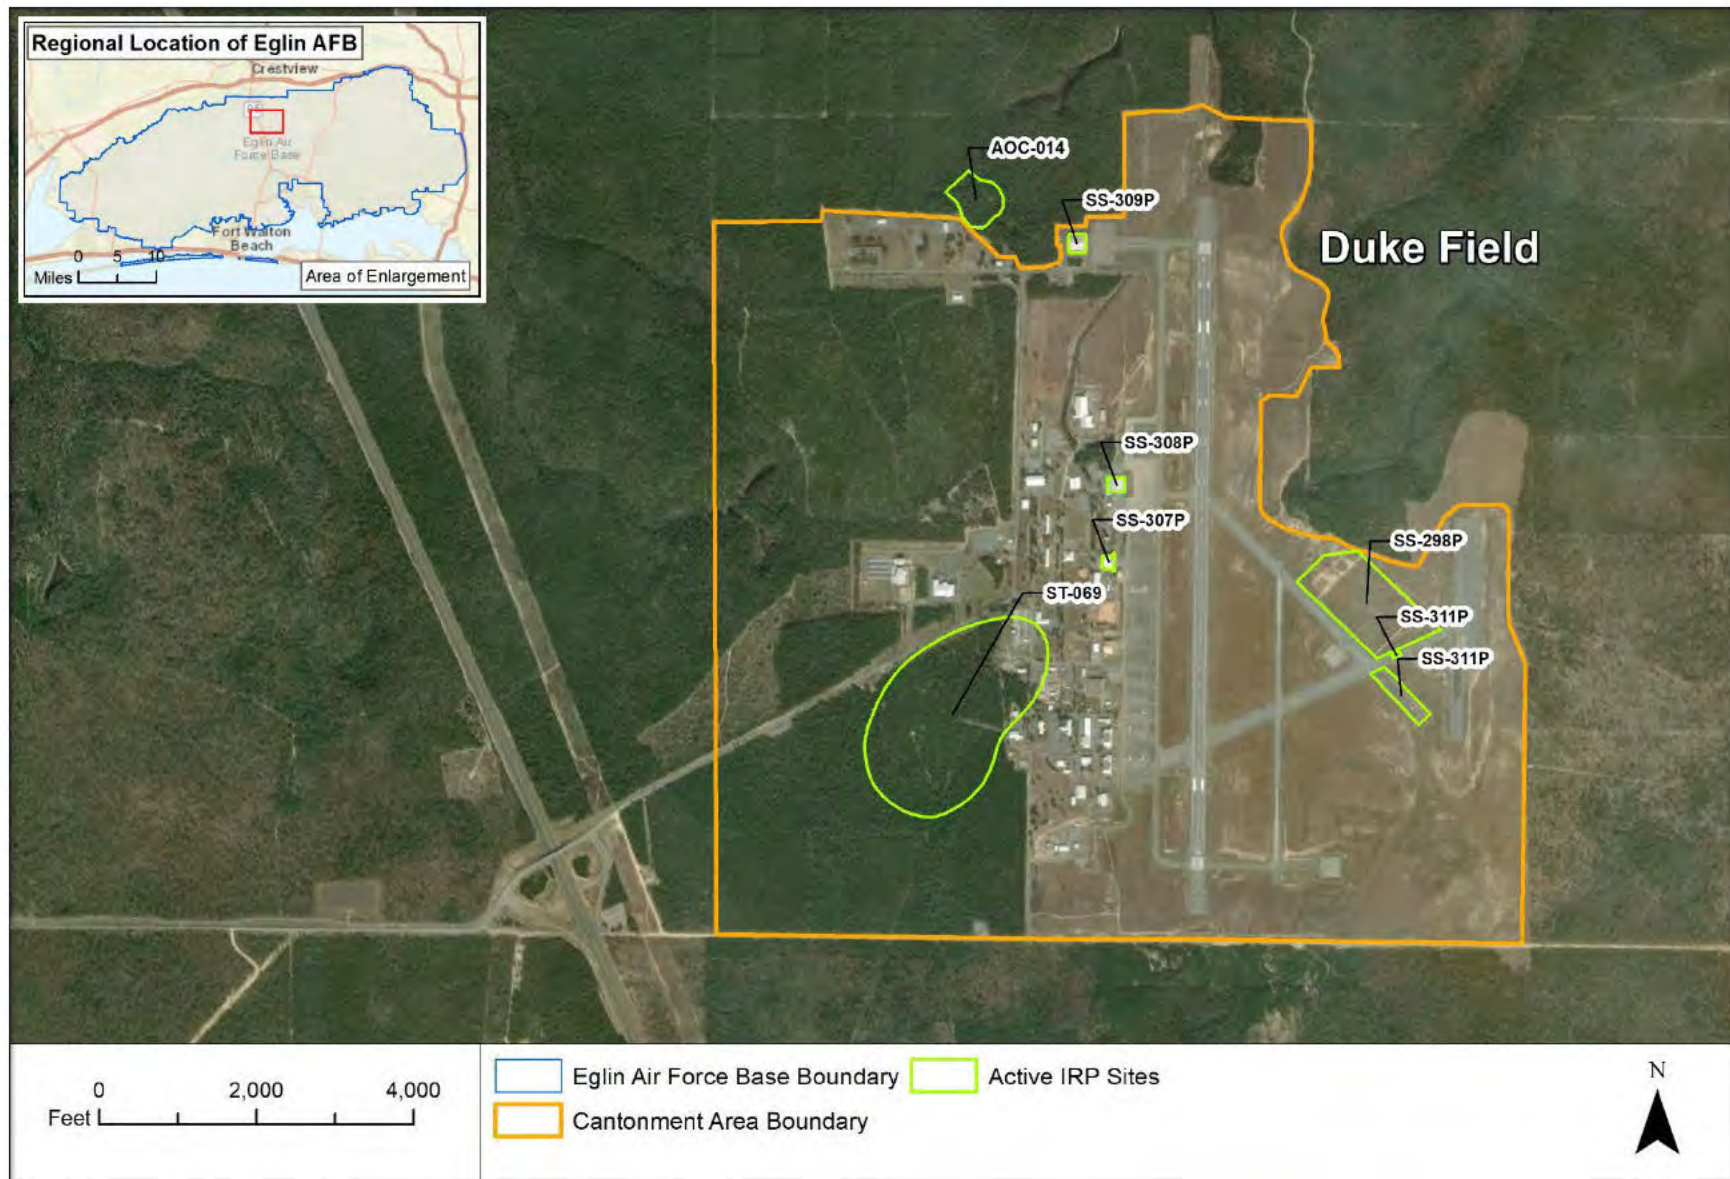 Regional Location of Eglin AFB
Crestview
85
Eglin Air
Force Base
Fort Walton
Beach
0 5 10
Miles
Area of Enlargement
AOC-014
SS-309P
Duke Field
SS-308P
SS-307P
SS-298P
ST-069
SS-311P
SS-311P
0 2,000 4,000
Feet
Eglin Air Force Base Boundary
Active IRP Sites
Cantonment Area Boundary
N